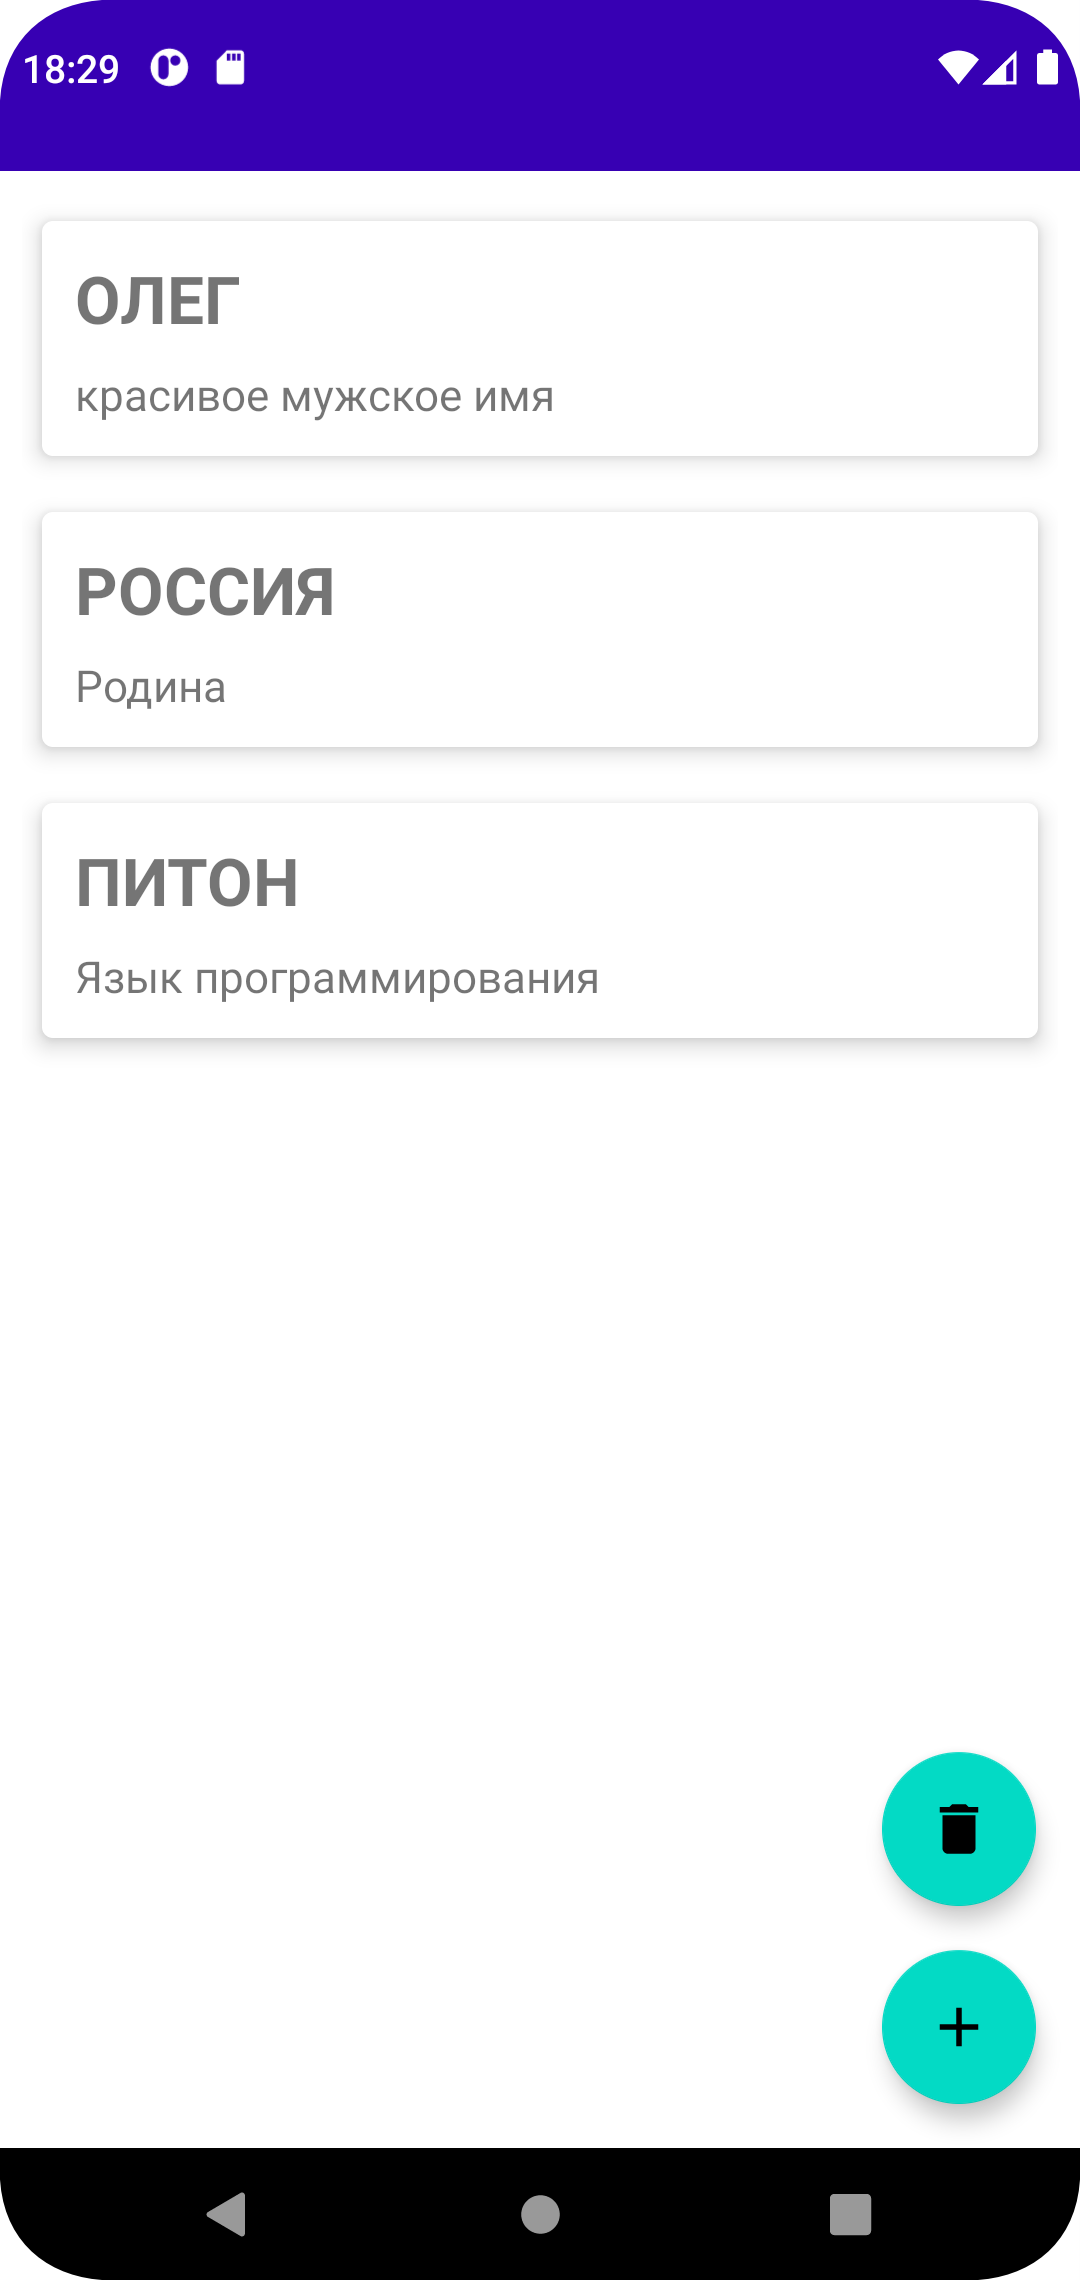 18:29
ОЛЕГ
красивое мужское имя
РОССИЯ
Родина
ПИТОН
Язык программирования